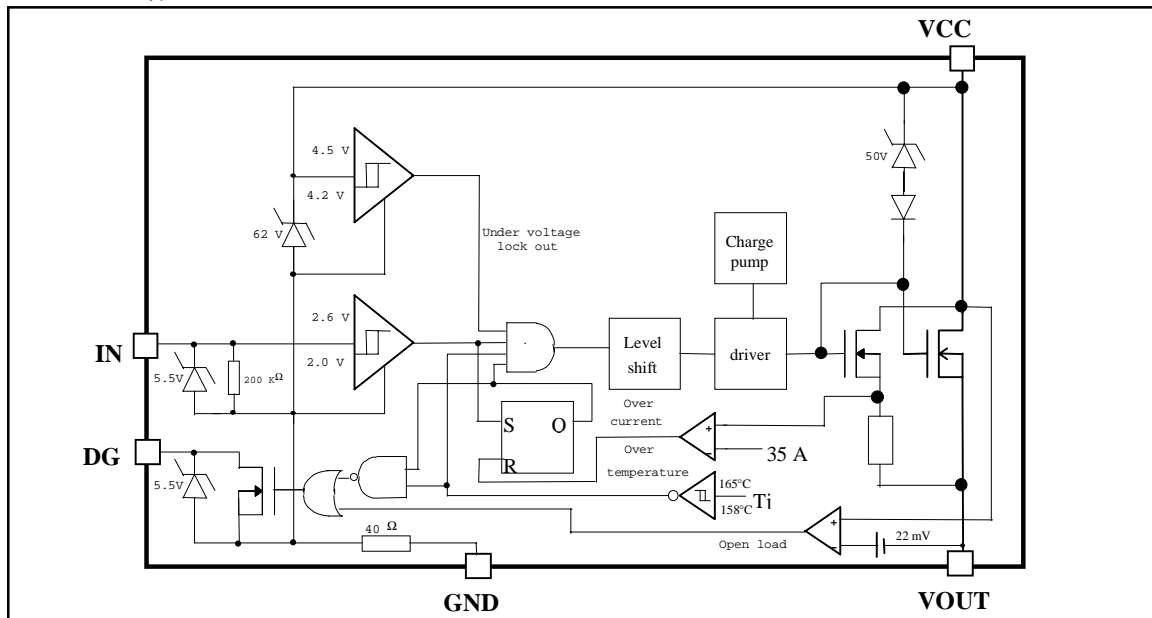 VCC
4.5 V
50V
4.2 V
62 V
Under voltage
lock out
Charge
pump
2.6 V
IN
Level
shift
driver
2.0 V
5.5V
200 KΩ
Over
current
S O
R
+
-
35 A
DG
Over
temperature
165°C
158°C
Tj
5.5V
40 Ω
+
-
22 mV
Open load
GND
VOUT